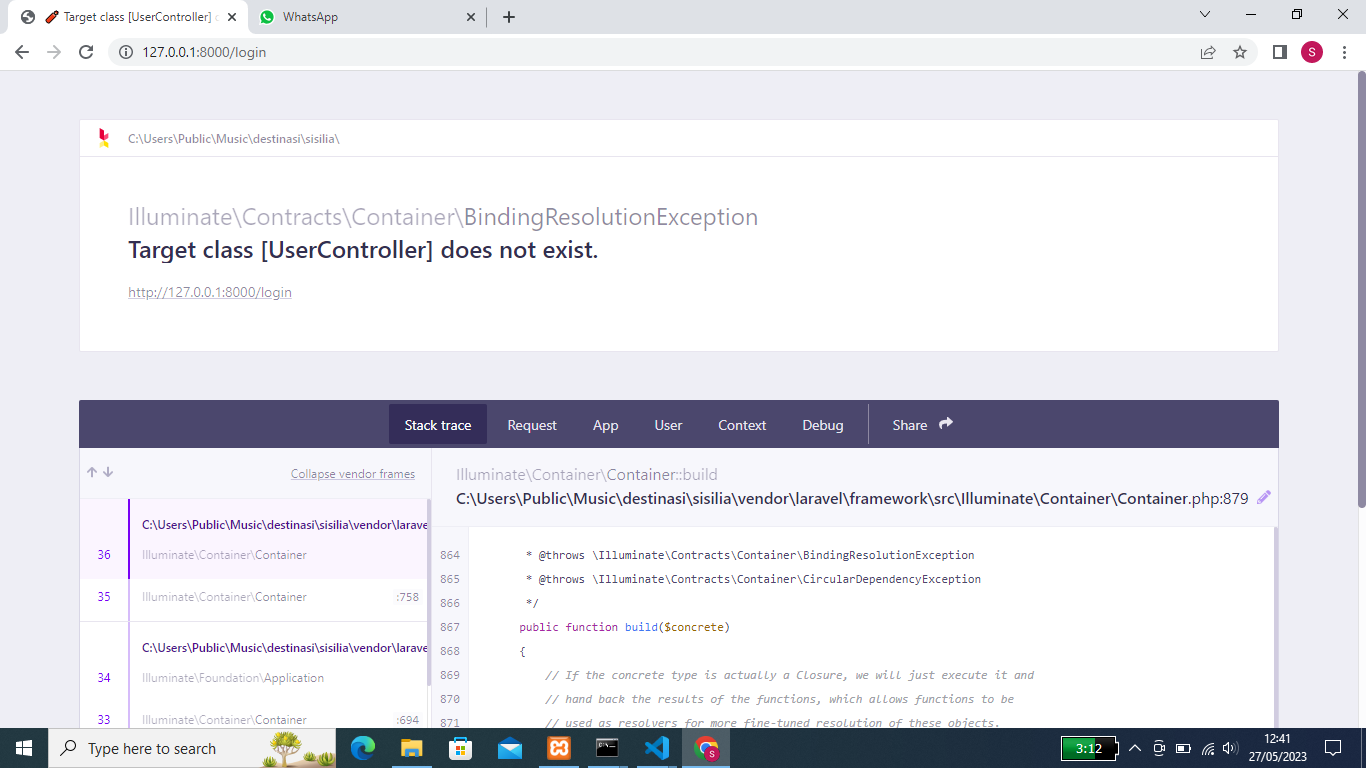 Target class [UserController]
WhatsApp
127.0.0.1:8000/login
S
C:\Users\Public\Music\destinasi\sisilia\
Illuminate\Contracts\Container\BindingResolutionException
Target class [UserController] does not exist.
http://127.0.0.1:8000/login
Stack trace Request App User Context Debug Share
Collapse vendor frames
C:\Users\Public\Music\destinasi\sisilia\vendor\larave
36 Illuminate\Container\Container
35 Illuminate\Container\Container :758
C:\Users\Public\Music\destinasi\sisilia\vendor\larave
34 Illuminate\Foundation\Application
33 Illuminate\Container\Container :694
Illuminate\Container\Container::build
C:\Users\Public\Music\destinasi\sisilia\vendor\laravel\framework\src\Illuminate\Container\Container.php:879
864 * @throws \Illuminate\Contracts\Container\BindingResolutionException
865 * @throws \Illuminate\Contracts\Container\CircularDependencyException
866 */
867 public function build($concrete)
868 {
869 // If the concrete type is actually a Closure, we will just execute it and
870 // hand back the results of the functions, which allows functions to be
871 // used as resolvers for more fine-tuned resolution of these objects.
Type here to search
S
3:12
12:41
27/05/2023